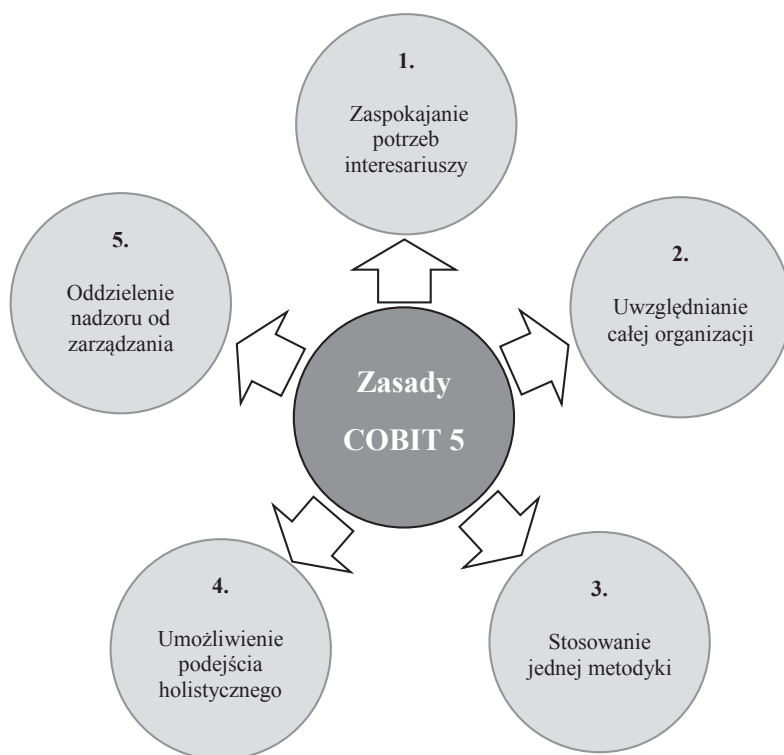 1.
Zaspokajanie
potrzeb
interesariuszy
2.
Uwzględnianie
całej organizacji
3.
Stosowanie
jednej metodyki
4.
Umożliwienie
podejścia
holistycznego
5.
Oddzielenie
nadzoru od
zarządzania
Zasady
COBIT 5